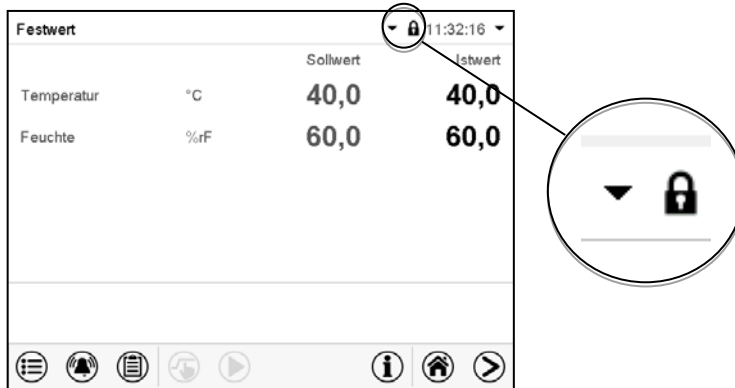 Festwert 11:32:16
Sollwert Istwert
Temperatur °C 40,0 40,0
Feuchte %rF 60,0 60,0